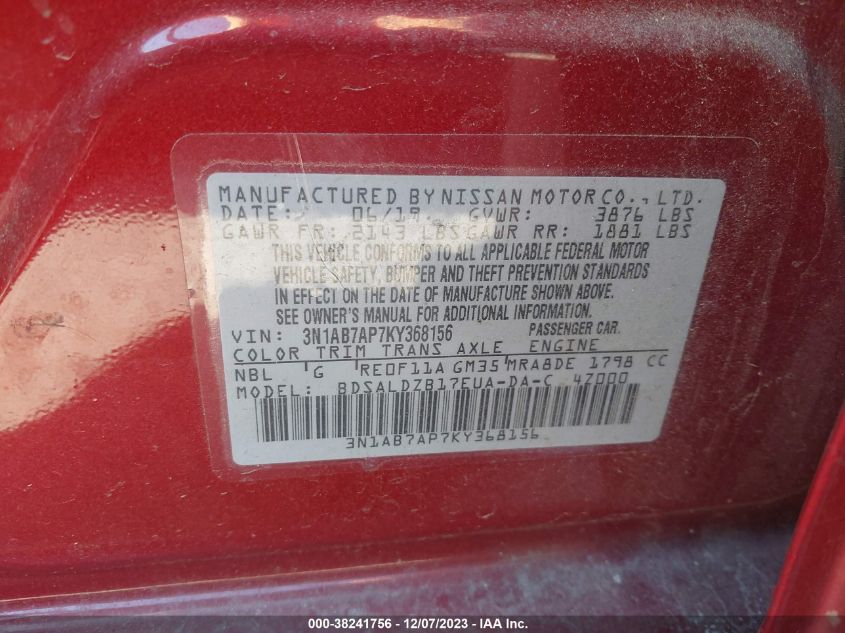 MANUFACTURED BY NISSAN MOTOR CO., LTD.
DATE: 06/19 GVWR: 3876 LBS
GAWR FR: 2143 LBS GAWR RR: 1881 LBS
THIS VEHICLE CONFORMS TO ALL APPLICABLE FEDERAL MOTOR
VEHICLE SAFETY, BUMPER AND THEFT PREVENTION STANDARDS
IN EFFECT ON THE DATE OF MANUFACTURE SHOWN ABOVE.
SEE OWNER'S MANUAL FOR ADDITIONAL INFORMATION.
VIN: 3N1AB7AP7KY368156 PASSENGER CAR.
COLOR TRIM TRANS AXLE ENGINE
NBL G RE0F11A GM35 MRA8DE 1798 CC
MODEL: BDSALDZB17EUA-DA-C 47000
3N1AB7AP7KY368156
000-38241756 - 12/07/2023 - IAA Inc.